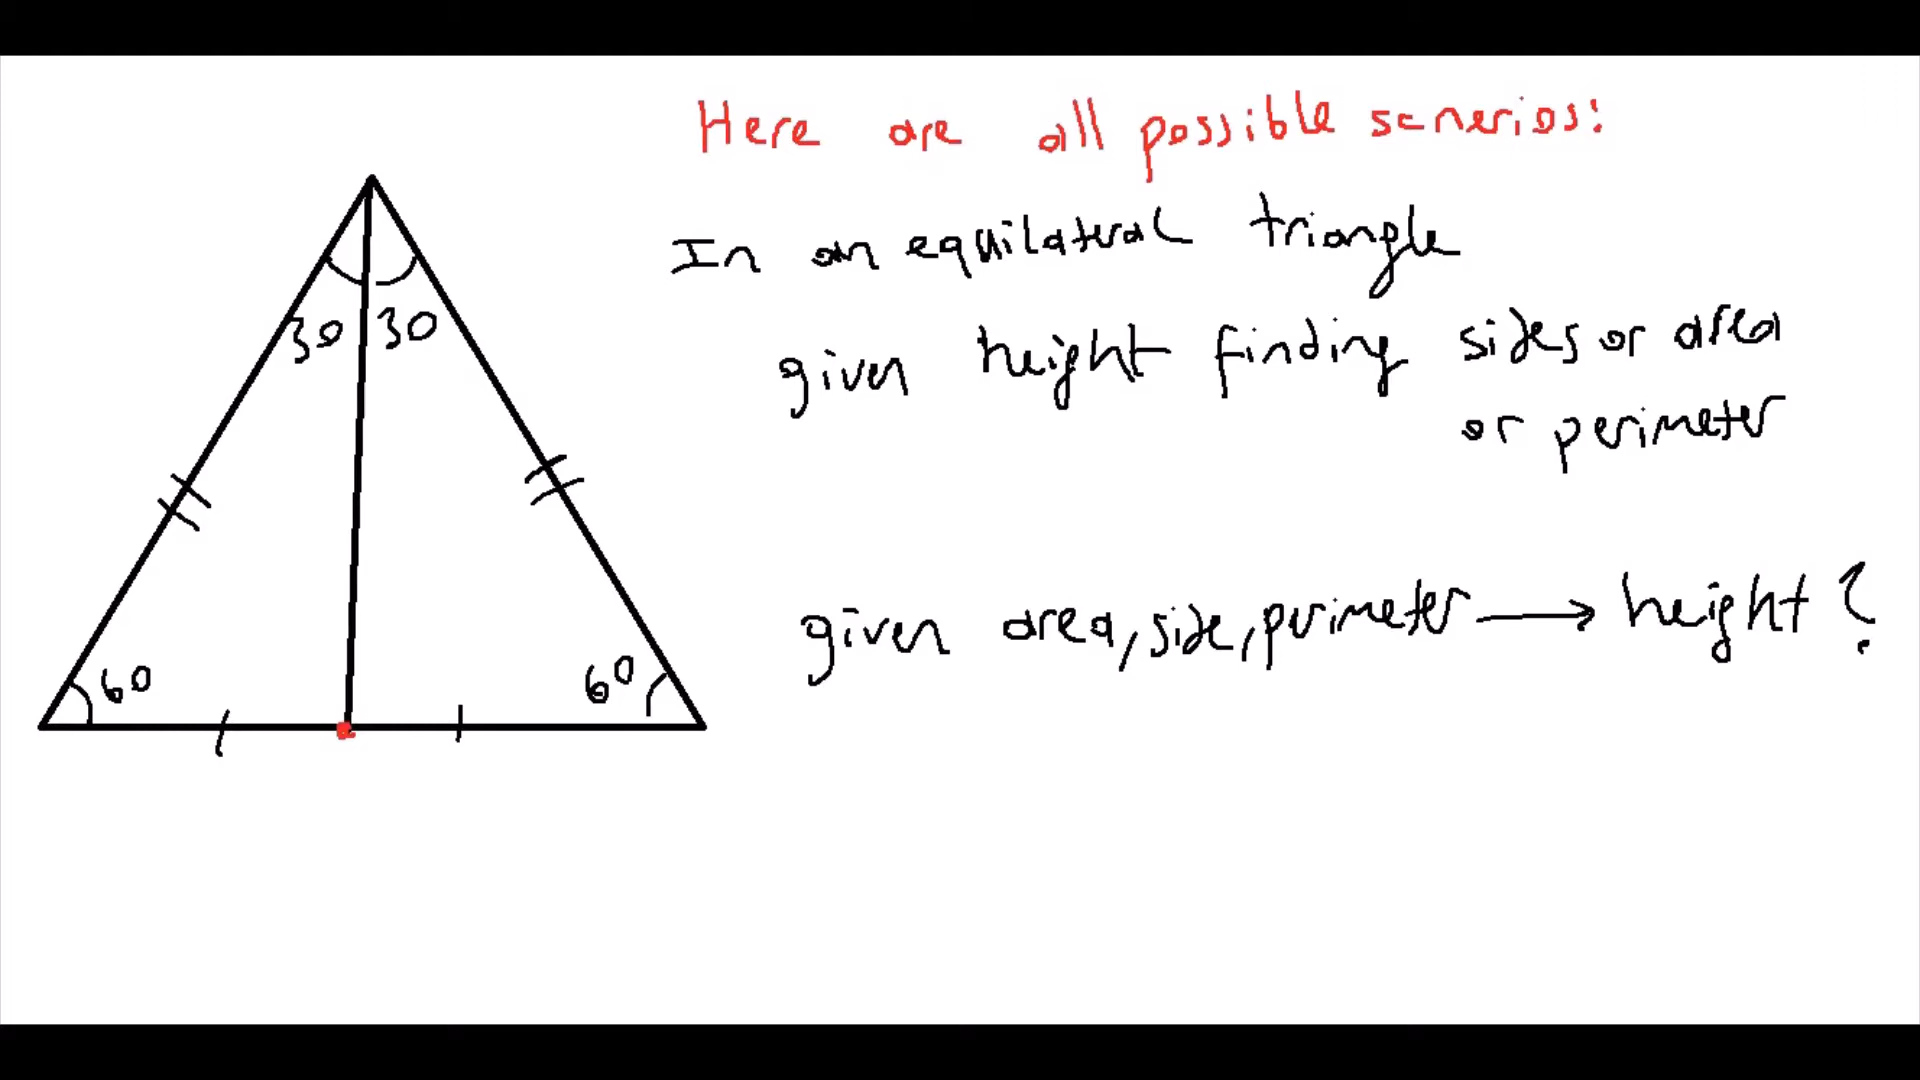 Here are all possible scnerios:
In an equilateral triangle
30 30
given height finding sides or area
or perimeter
given area, side, perimeter → height?
60 60